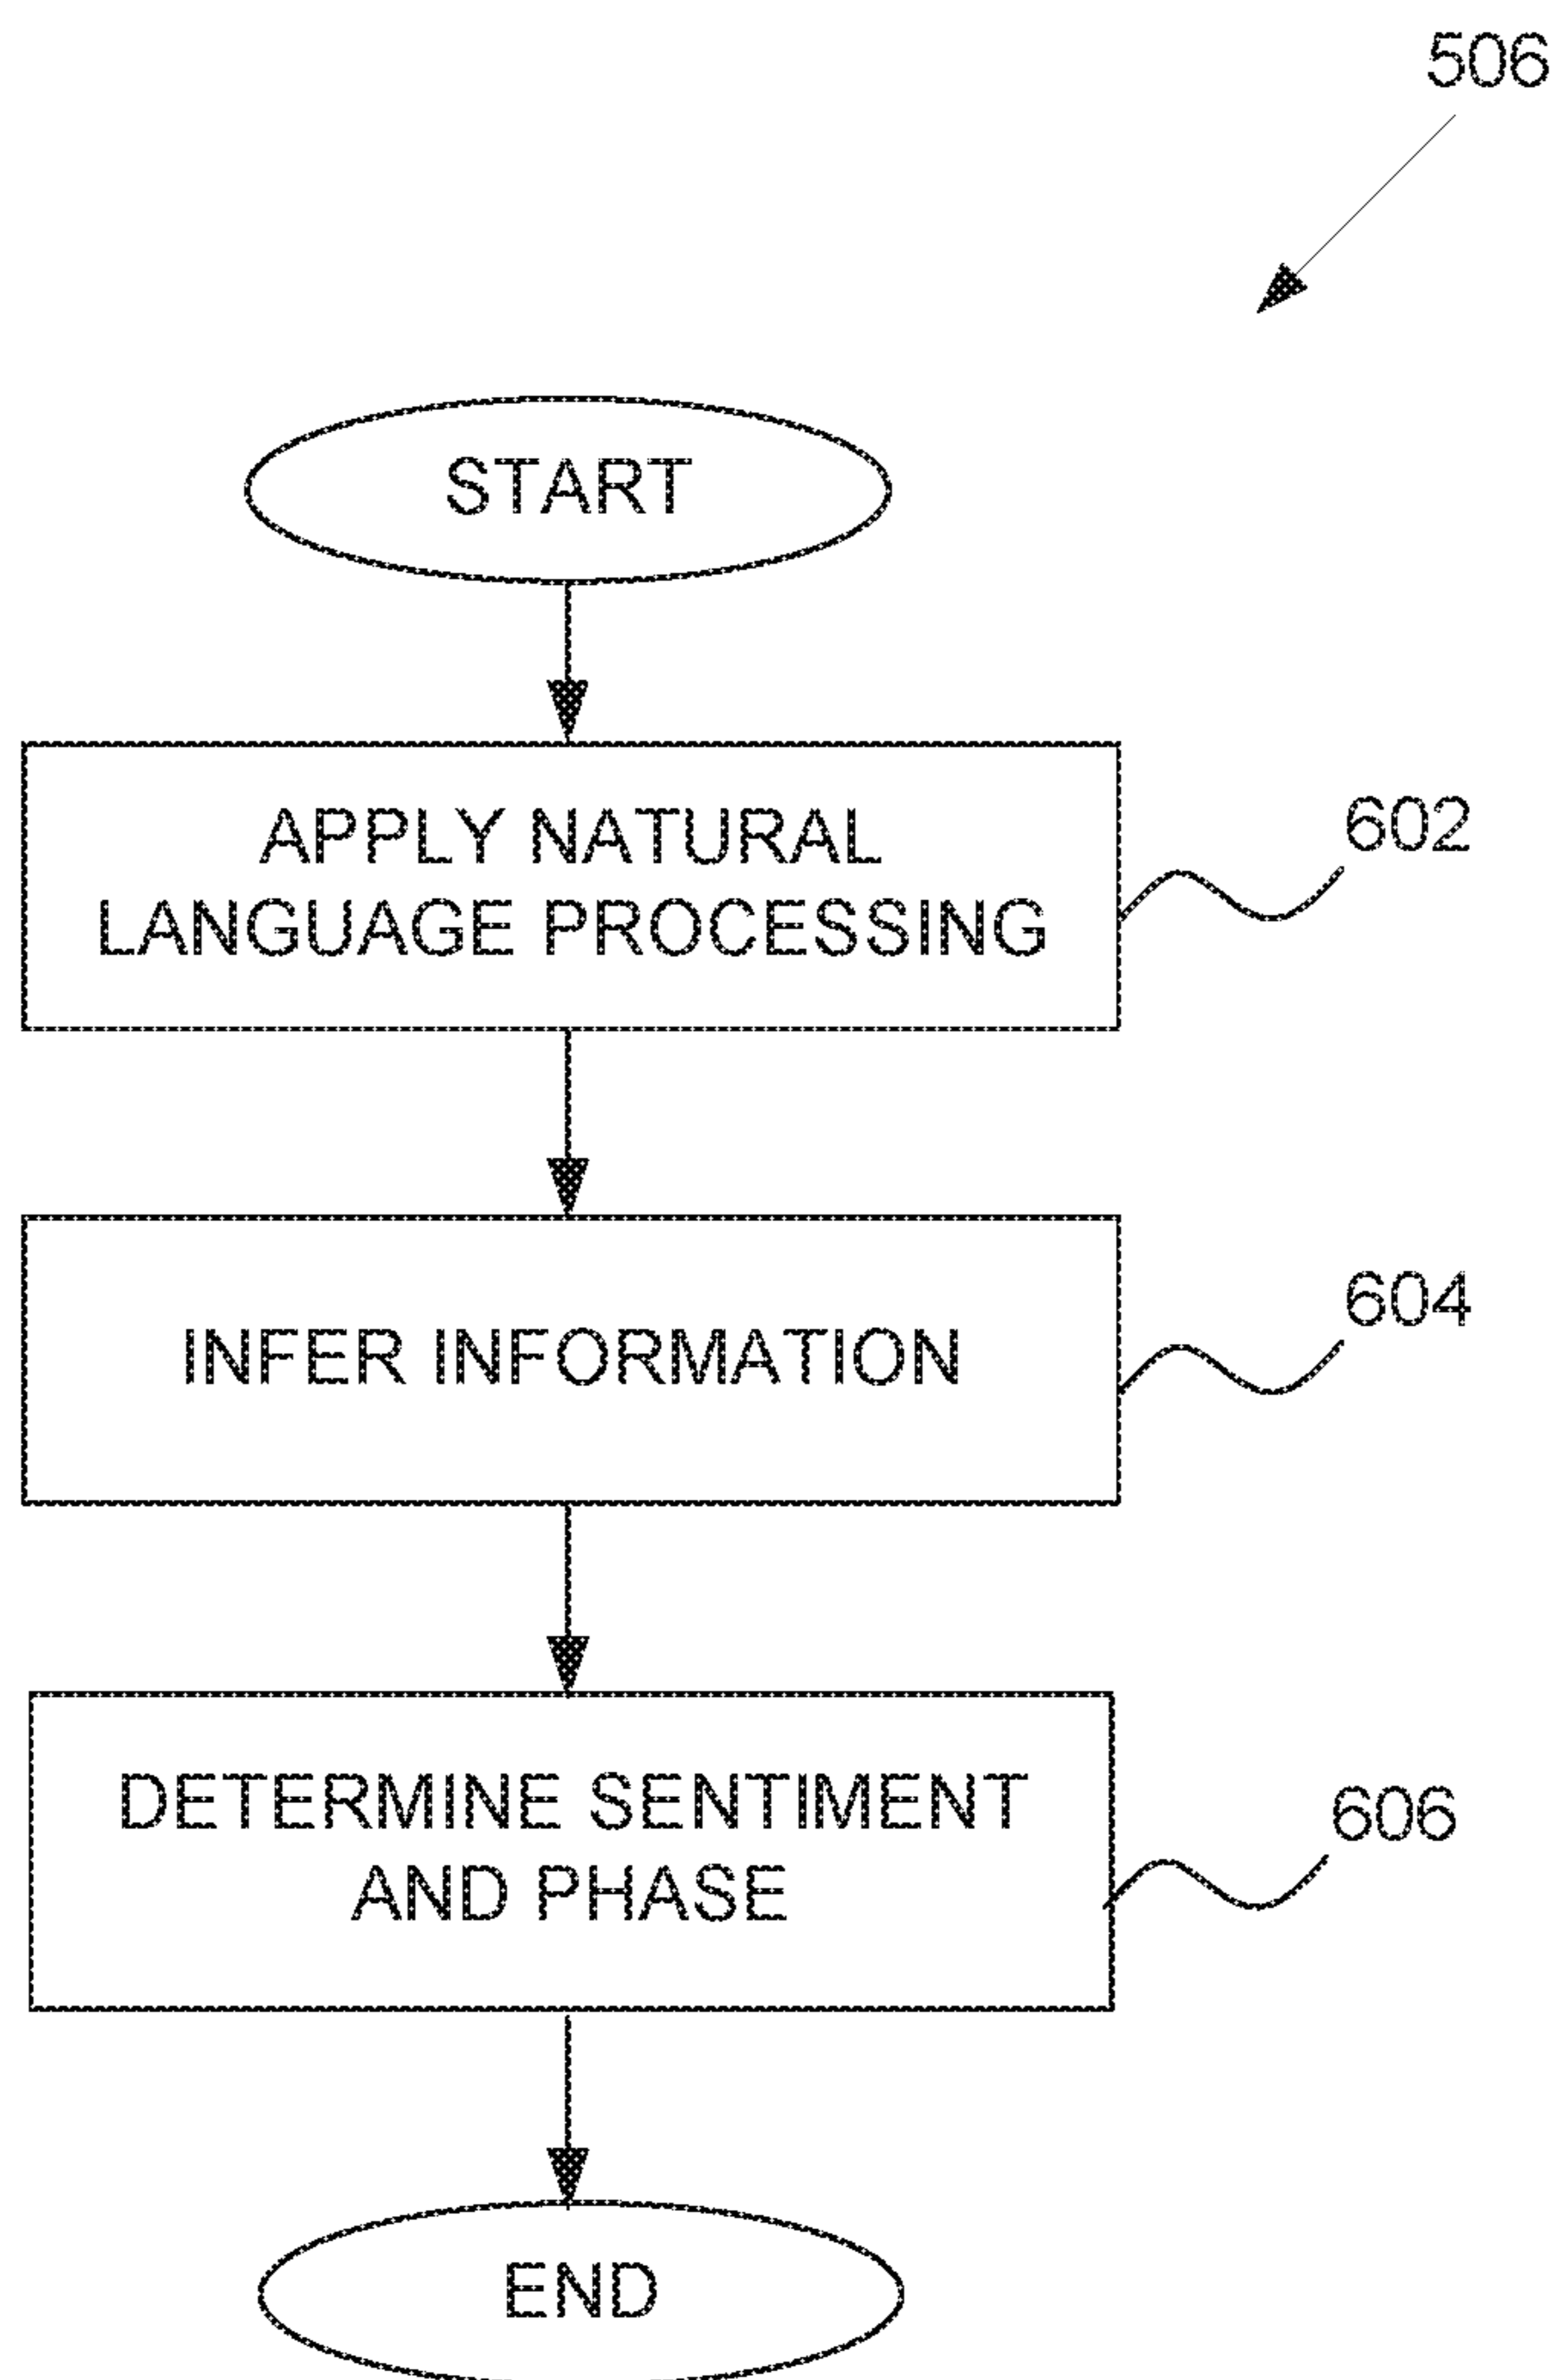 506
START
APPLY NATURAL
LANGUAGE PROCESSING
602
INFER INFORMATION
604
DETERMINE SENTIMENT
AND PHASE
606
END